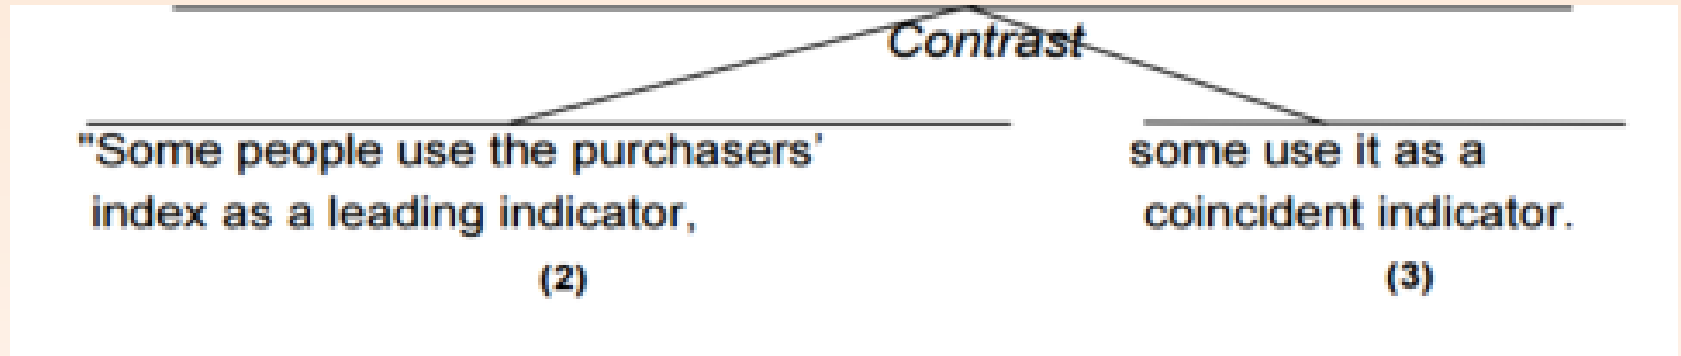 Contrast
"Some people use the purchasers'
index as a leading indicator,
(2)
some use it as a
coincident indicator.
(3)